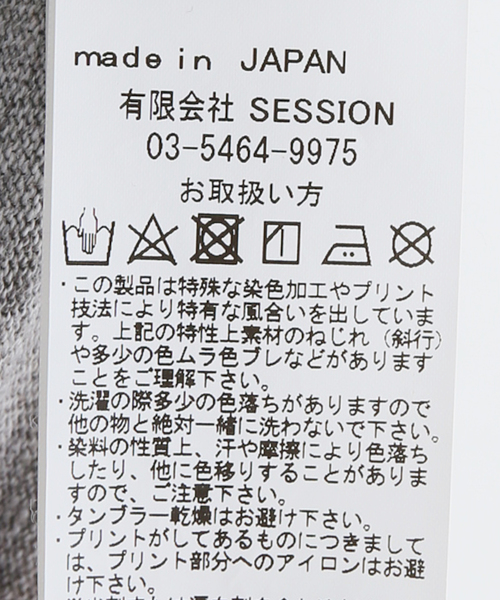 made in JAPAN
有限会社 SESSION
03-5464-9975
お取扱い方
・この製品は特殊な染色加工やプリント
技法により特有な風合いを出していま
す。上記の特性上素材のねじれ（斜行）
や多少の色ムラ色ブレなどがあります
ことをご理解下さい。
・洗濯の際多少の色落ちがありますので
他の物と絶対一緒に洗わないで下さい。
・染料の性質上、汗や摩擦により色落ち
したり、他に色移りすることがありま
すので、ご注意下さい。
・タンブラー乾燥はお避け下さい。
・プリントがしてあるものにつきまして
は、プリント部分へのアイロンはお避
け下さい。